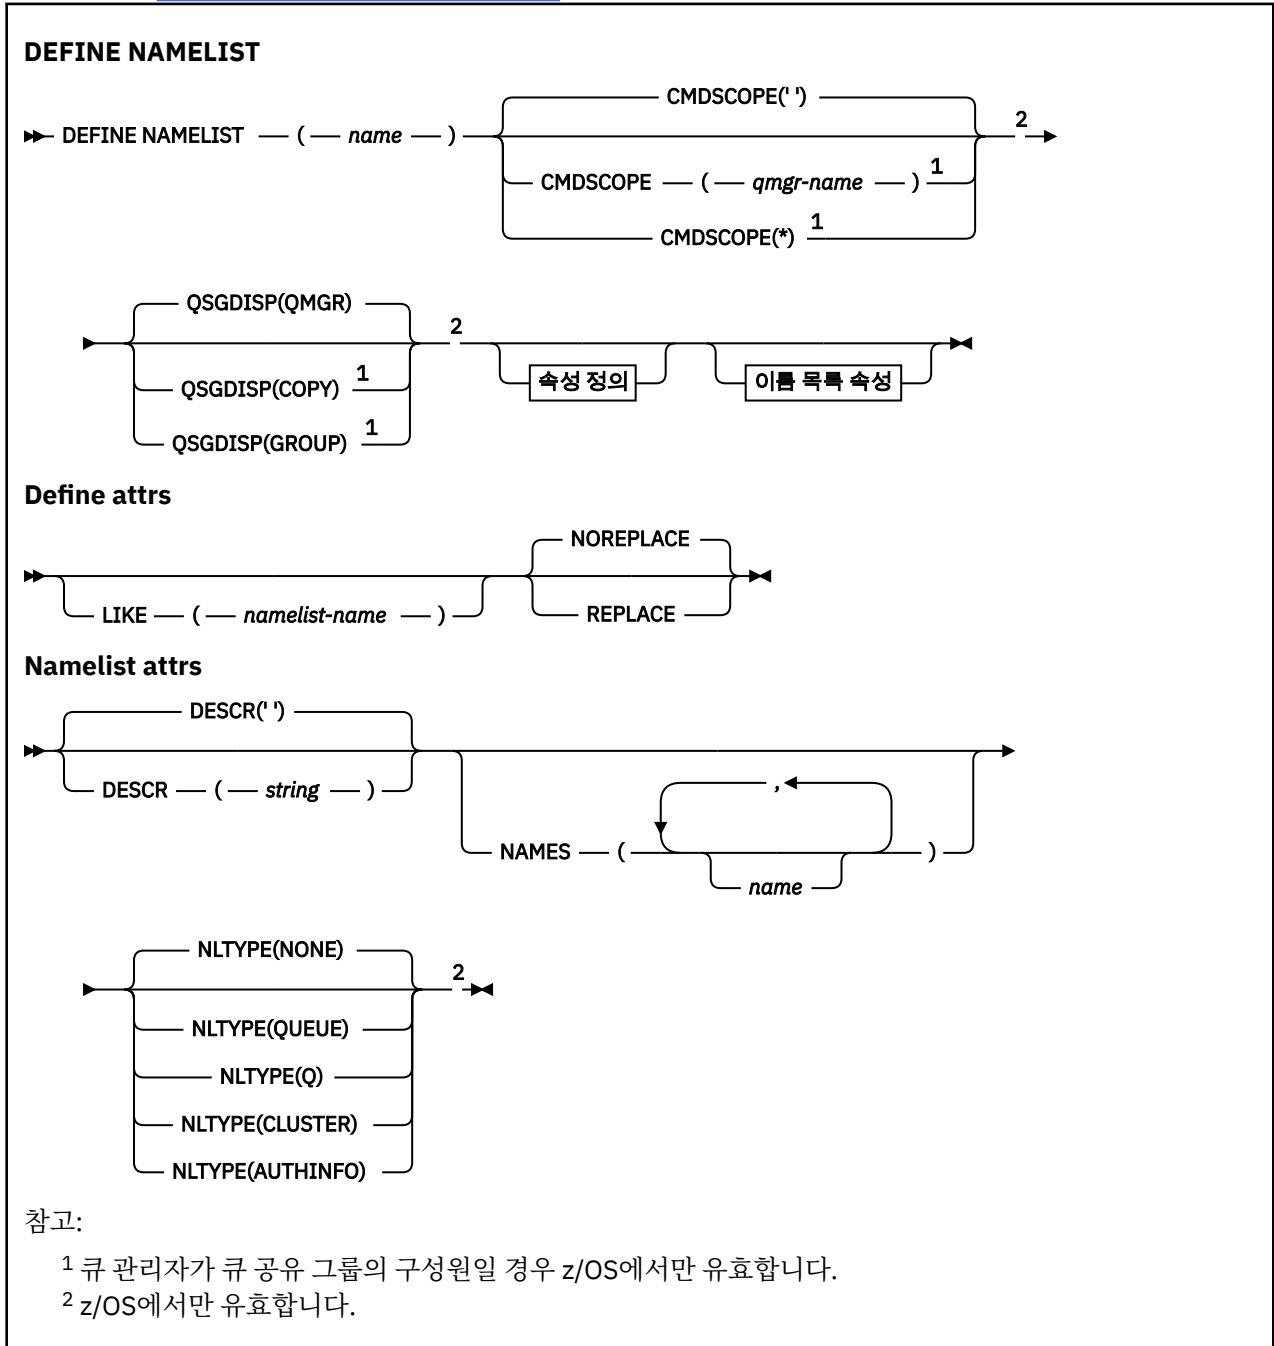 DEFINE NAMELIST
CMDSCOPE(' ')
DEFINE NAMELIST ( name ) 2
CMDSCOPE ( qmgr-name ) 1
CMDSCOPE(*) 1
QSGDISP(QMGR)
2
속성 정의 이름 목록 속성
QSGDISP(COPY) 1
QSGDISP(GROUP) 1
Define attrs
NOREPLACE
LIKE ( namelist-name ) REPLACE
Namelist attrs
DESCR(' ')
DESCR ( string ) ,
NAMES ( )
name
NLTYPE(NONE)
2
NLTYPE(QUEUE)
NLTYPE(Q)
NLTYPE(CLUSTER)
NLTYPE(AUTHINFO)
참고:
1 큐 관리자가 큐 공유 그룹의 구성원일 경우 z/OS에서만 유효합니다.
2 z/OS에서만 유효합니다.